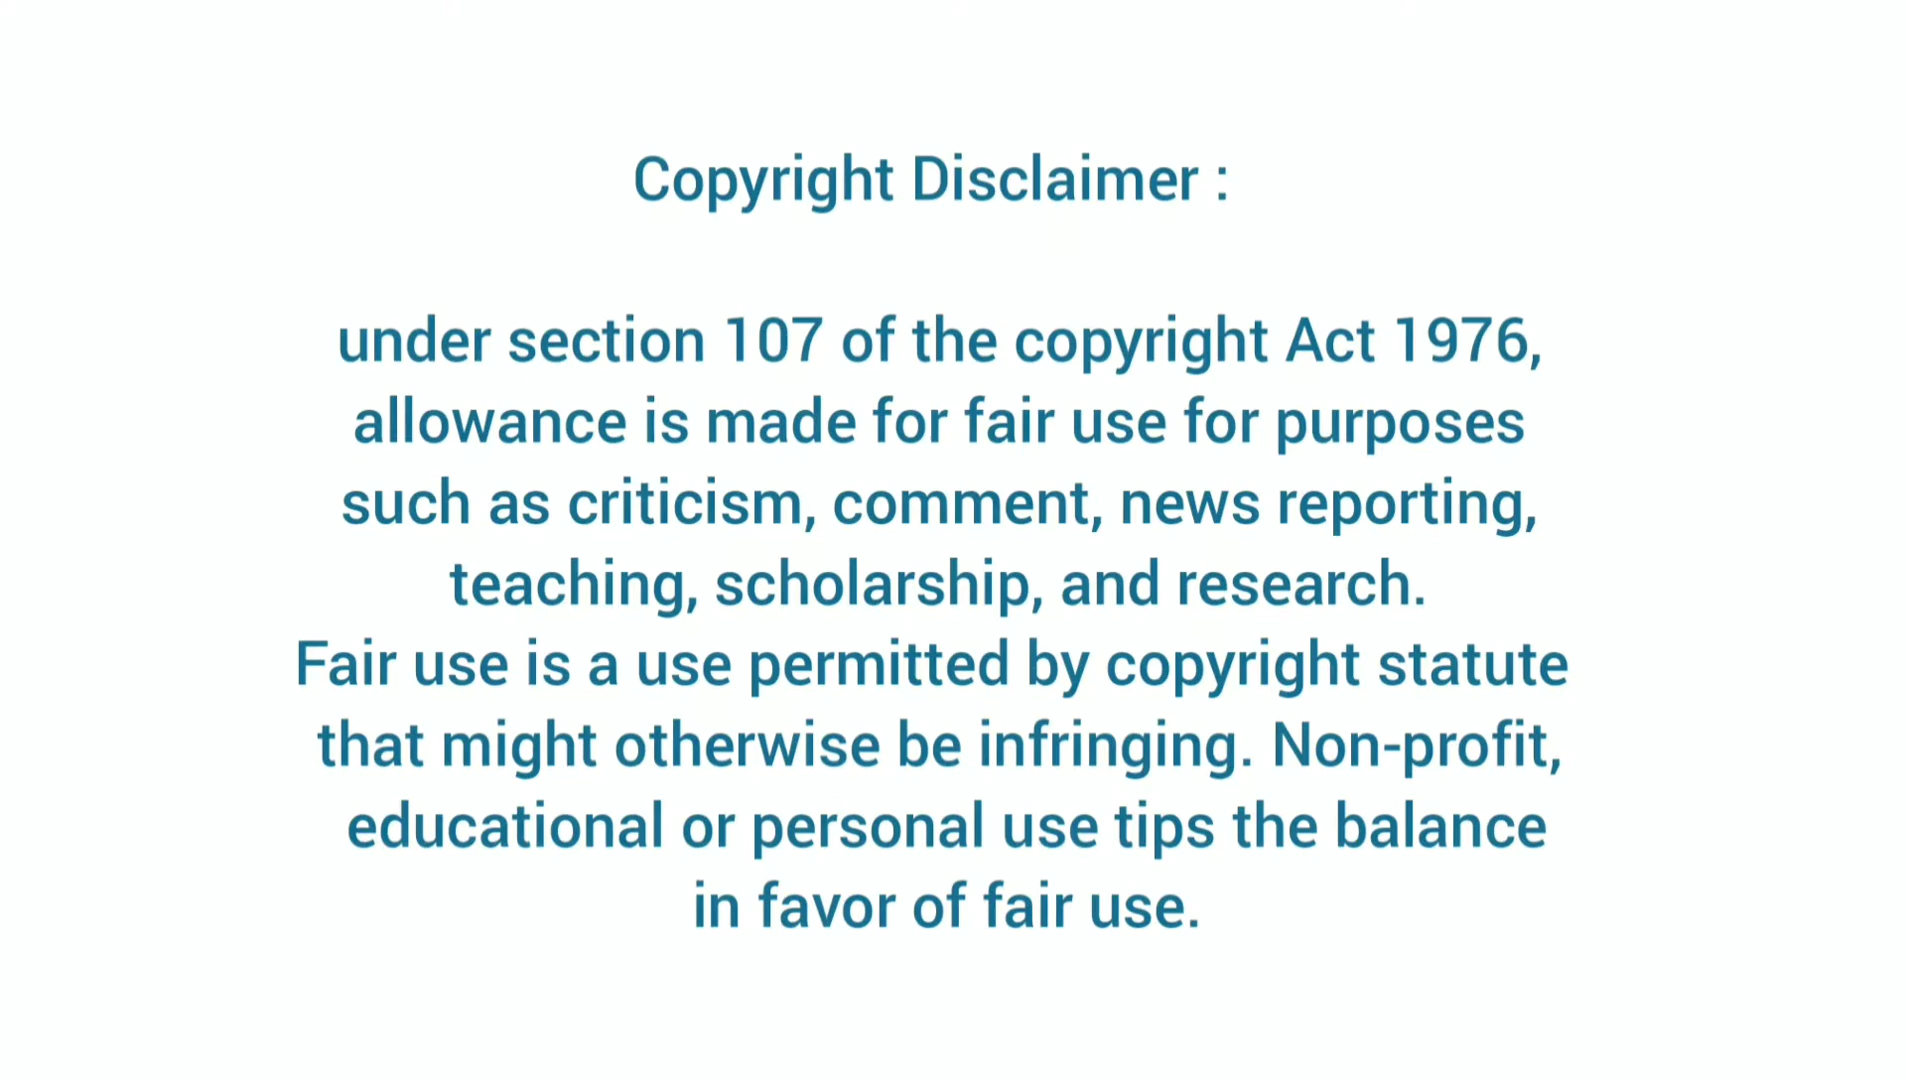 Copyright Disclaimer :
under section 107 of the copyright Act 1976,
allowance is made for fair use for purposes
such as criticism, comment, news reporting,
teaching, scholarship, and research.
Fair use is a use permitted by copyright statute
that might otherwise be infringing. Non-profit,
educational or personal use tips the balance
in favor of fair use.